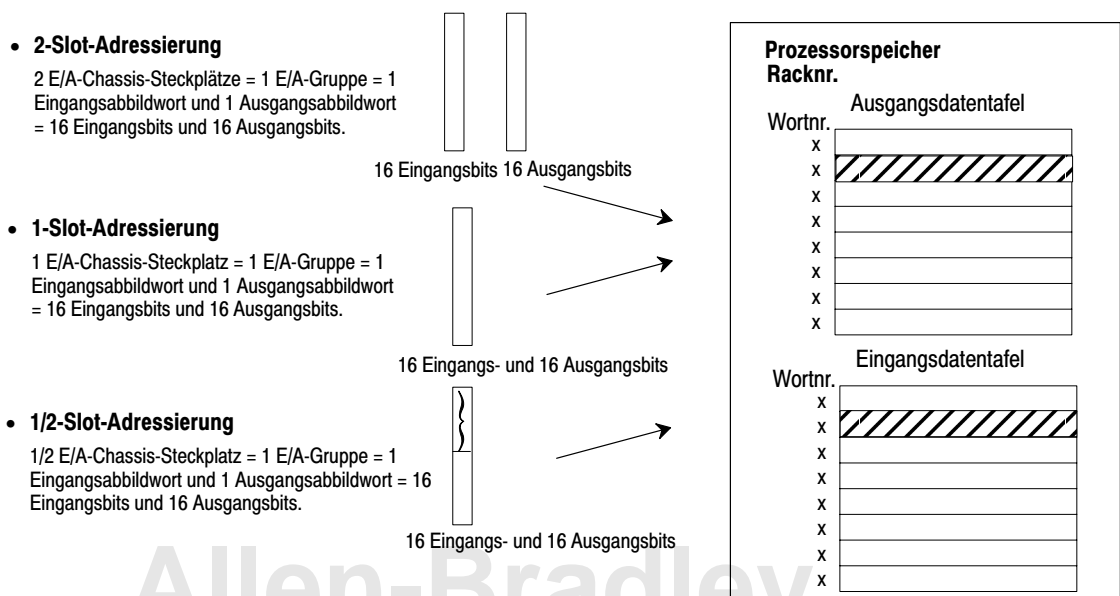 • 2-Slot-Adressierung
2 E/A-Chassis-Steckplätze = 1 E/A-Gruppe = 1
Eingangsabbildwort und 1 Ausgangsabbildwort
= 16 Eingangsbits und 16 Ausgangsbits.
16 Eingangsbits 16 Ausgangsbits
• 1-Slot-Adressierung
1 E/A-Chassis-Steckplatz = 1 E/A-Gruppe = 1
Eingangsabbildwort und 1 Ausgangsabbildwort
= 16 Eingangsbits und 16 Ausgangsbits.
16 Eingangs- und 16 Ausgangsbits
• 1/2-Slot-Adressierung
1/2 E/A-Chassis-Steckplatz = 1 E/A-Gruppe = 1
Eingangsabbildwort und 1 Ausgangsabbildwort = 16
Eingangsbits und 16 Ausgangsbits.
16 Eingangs- und 16 Ausgangsbits
Prozessorspeicher
Racknr.
Ausgangsdatentafel
Wortnr.
x
x
x
x
x
x
x
x
Eingangsdatentafel
Wortnr.
x
x
x
x
x
x
x
x
Allen-Bradley